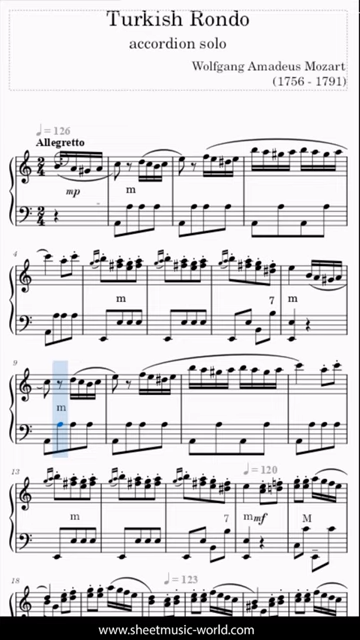 Turkish Rondo
accordion solo
Wolfgang Amadeus Mozart
(1756 - 1791)
♩ = 126
Allegretto
mp
m
4
m
m
7
m
9
m
13
♩ = 120
m
m
7
m mf
M
18
♩ = 123
www.sheetmusic-world.com